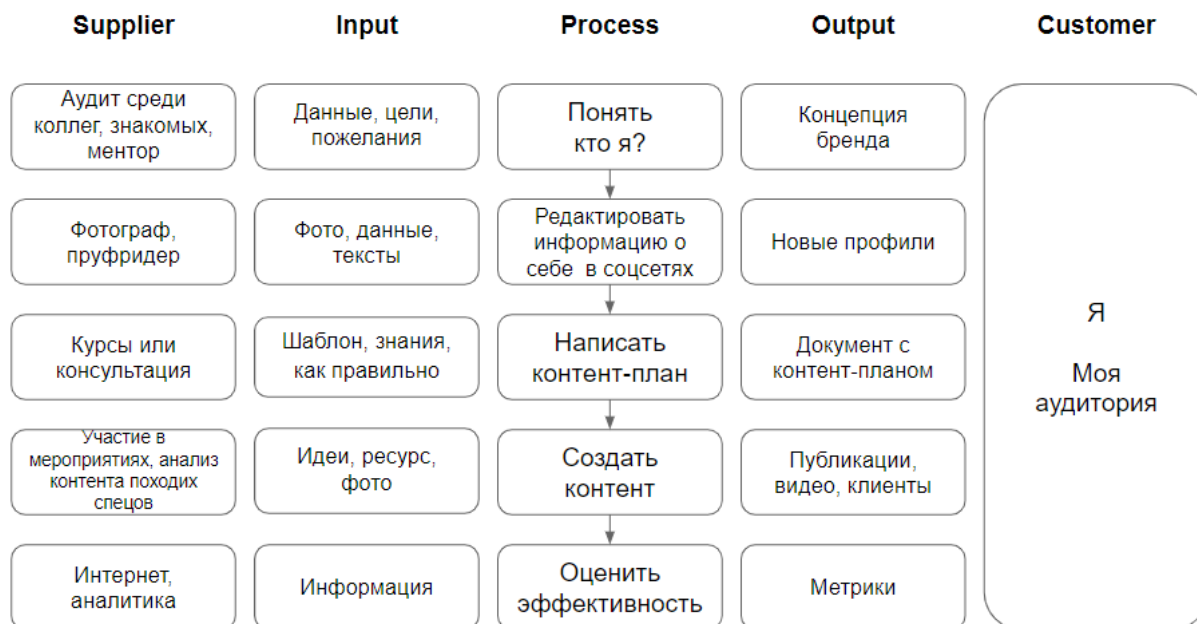 Supplier
Input
Process
Output
Customer
Аудит среди
коллег, знакомых,
ментор
Данные, цели,
пожелания
Понять
кто я?
Концепция
бренда
Фотограф,
пруфридер
Фото, данные,
тексты
Редактировать
информацию о
себе в соцсетях
Новые профили
Курсы или
консультация
Шаблон, знания,
как правильно
Написать
контент-план
Документ с
контент-планом
Участие в
мероприятиях, анализ
контента походих
спецов
Идеи, ресурс,
фото
Создать
контент
Публикации,
видео, клиенты
Интернет,
аналитика
Информация
Оценить
эффективность
Метрики
Я
Моя
аудитория